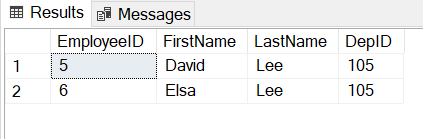 Results Messages
EmployeeID FirstName LastName DepID
1 5 David Lee 105
2 6 Elsa Lee 105